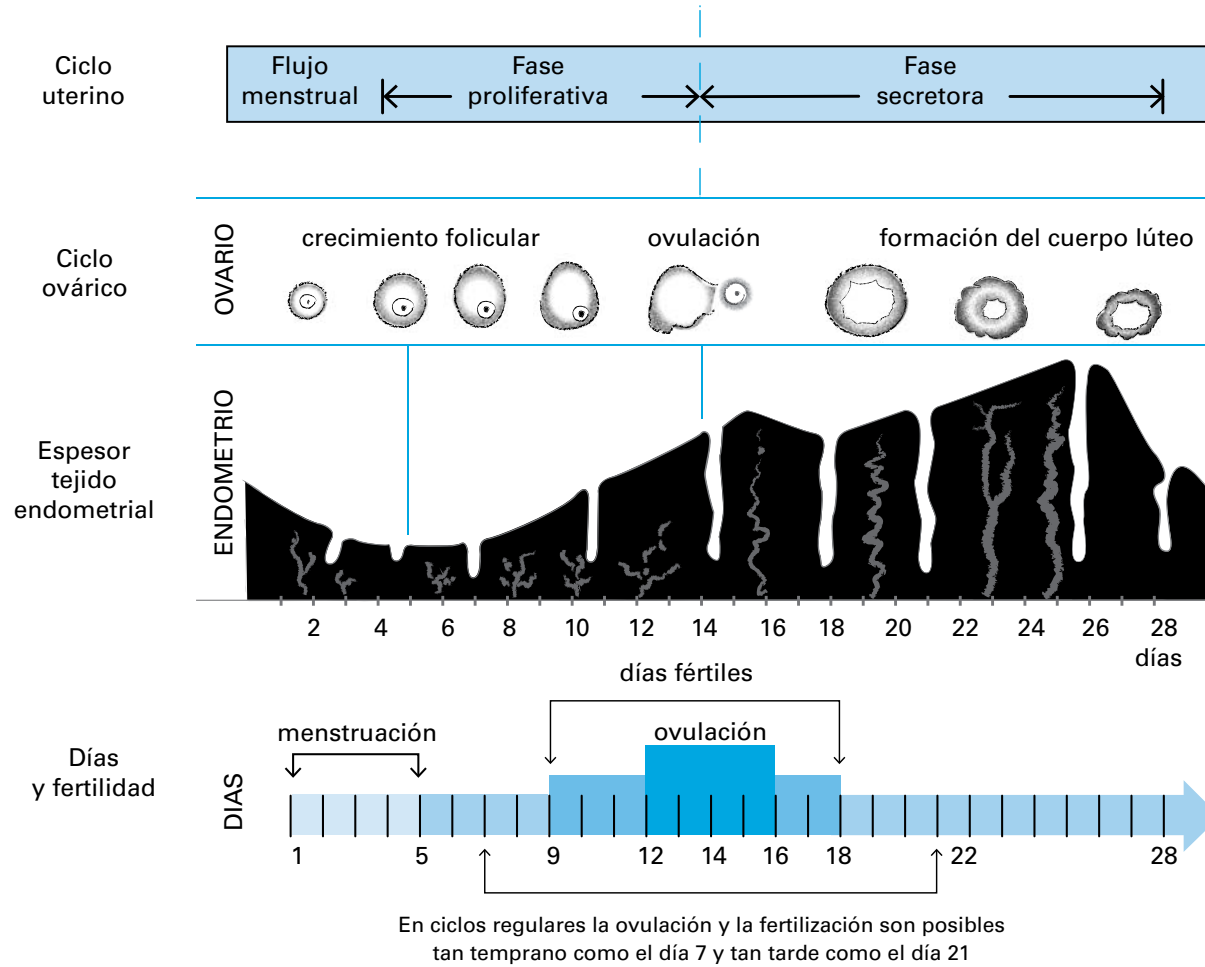 Ciclo
uterino
Flujo
menstrual
Fase
proliferativa
Fase
secretora
Ciclo
ovárico
OVARIO
crecimiento folicular
ovulación
formación del cuerpo lúteo
Espesor
tejido
endometrial
ENDOMETRIO
2 4 6 8 10 12 14 16 18 20 22 24 26 28
días
días fértiles
menstruación
ovulación
Días
y fertilidad
DIAS
1 5 9 12 14 16 18 22 28
En ciclos regulares la ovulación y la fertilización son posibles
tan temprano como el día 7 y tan tarde como el día 21